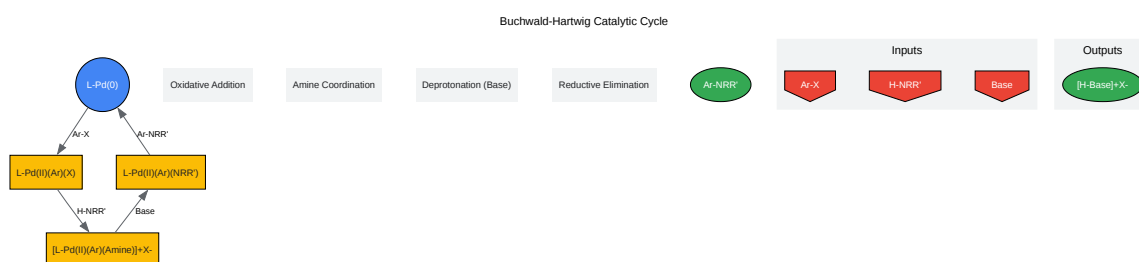 Buchwald-Hartwig Catalytic Cycle
Inputs
Outputs
L-Pd(0)
Oxidative Addition
Amine Coordination
Deprotonation (Base)
Reductive Elimination
Ar-NRR'
Ar-X
H-NRR'
Base
[H-Base]+X-
Ar-X
Ar-NRR'
L-Pd(II)(Ar)(X)
L-Pd(II)(Ar)(NRR')
H-NRR'
Base
[L-Pd(II)(Ar)(Amine)]+X-